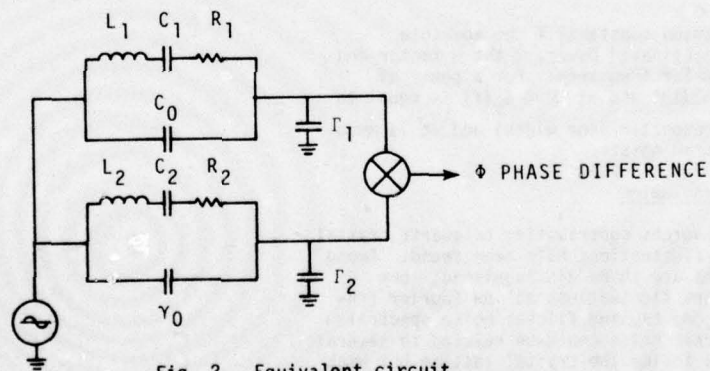 L1 C1 R1
C0
Γ1
L2 C2 R2
Φ PHASE DIFFERENCE
γ0
Γ2
Fig. 2. Equivalent circuit